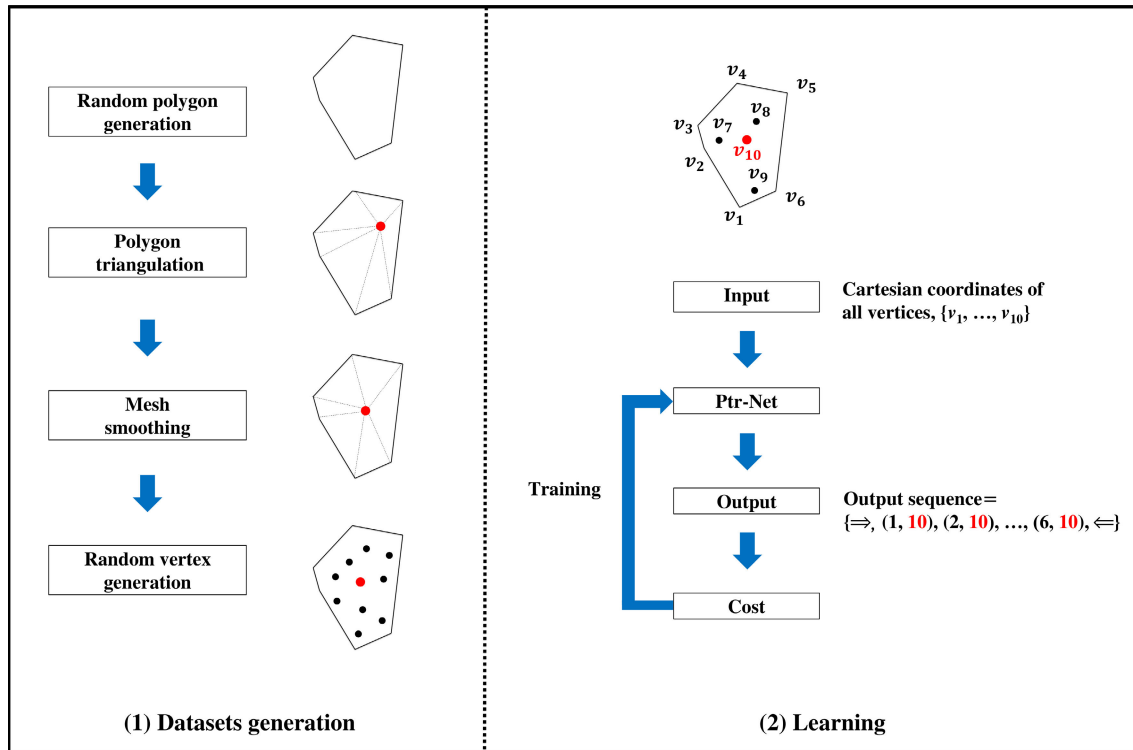 Random polygon
generation
Polygon
triangulation
Mesh
smoothing
Random vertex
generation
(1) Datasets generation
v₄
v₅
v₈
v₃
v₇
v₁₀
v₂
v₉
v₆
v₁
Input
Cartesian coordinates of
all vertices, {v₁, …, v₁₀}
Ptr-Net
Training
Output
Output sequence=
{⇒, (1, 10), (2, 10), …, (6, 10), ⇐}
Cost
(2) Learning